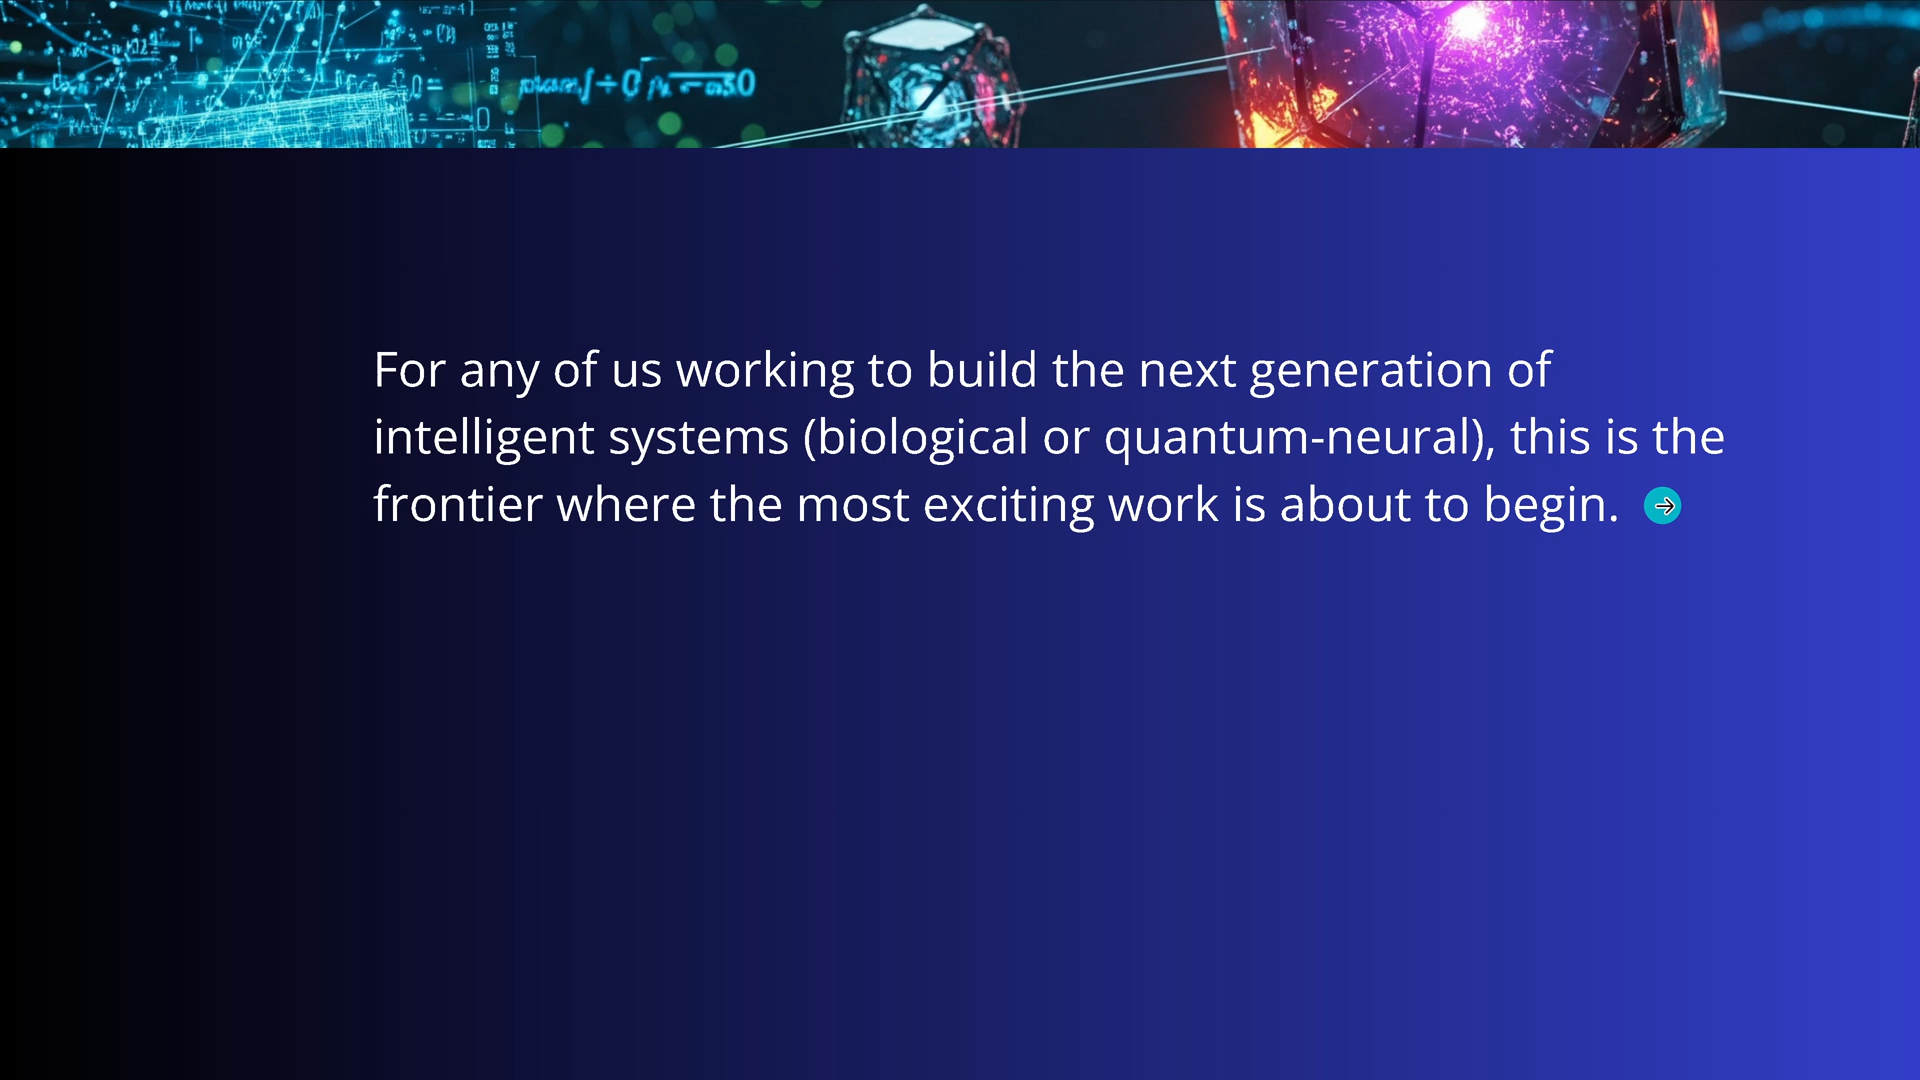 For any of us working to build the next generation of
intelligent systems (biological or quantum-neural), this is the
frontier where the most exciting work is about to begin.